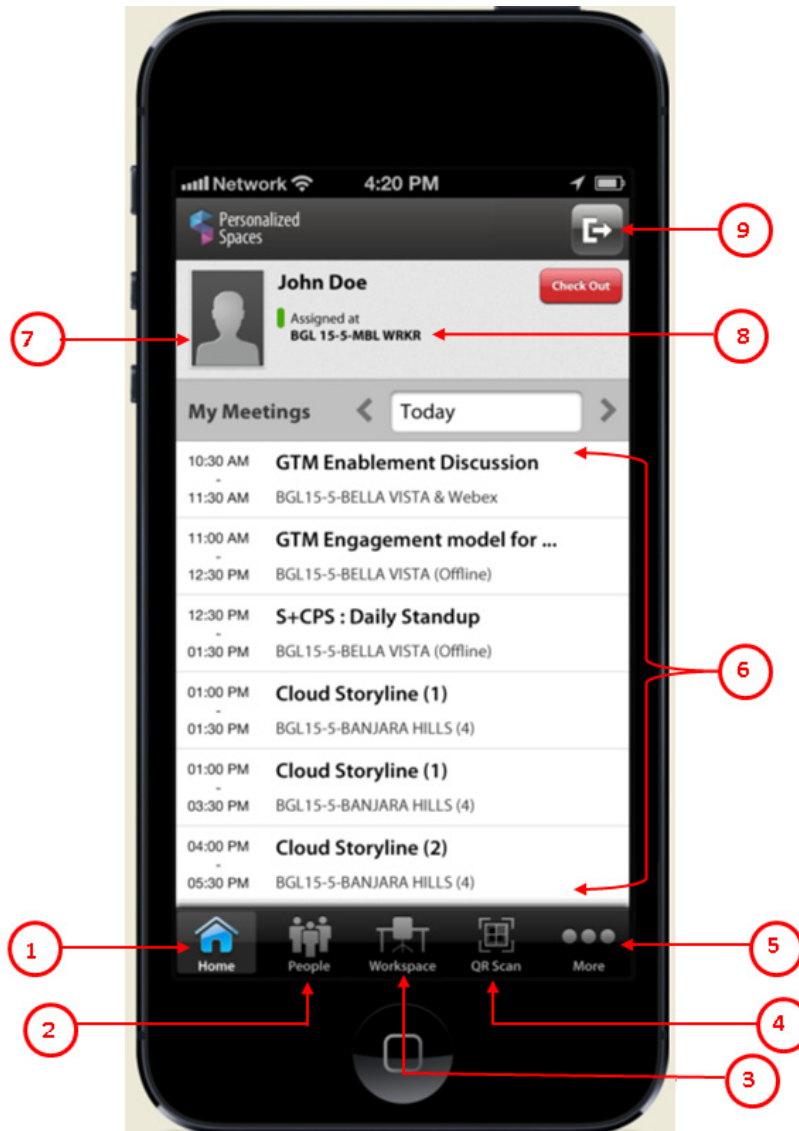 Network 4:20 PM
Personalized
Spaces
9
John Doe
Check Out
Assigned at
BGL 15-5-MBL WRKR
7
8
My Meetings Today
10:30 AM
-
11:30 AM
GTM Enablement Discussion
BGL15-5-BELLA VISTA & Webex
11:00 AM
-
12:30 PM
GTM Engagement model for ...
BGL15-5-BELLA VISTA (Offline)
12:30 PM
-
01:30 PM
S+CPS : Daily Standup
BGL15-5-BELLA VISTA (Offline)
6
01:00 PM
-
01:30 PM
Cloud Storyline (1)
BGL15-5-BANJARA HILLS (4)
01:00 PM
-
03:30 PM
Cloud Storyline (1)
BGL15-5-BANJARA HILLS (4)
04:00 PM
-
05:30 PM
Cloud Storyline (2)
BGL15-5-BANJARA HILLS (4)
1
Home People Workspace QR Scan More
5
2
4
3